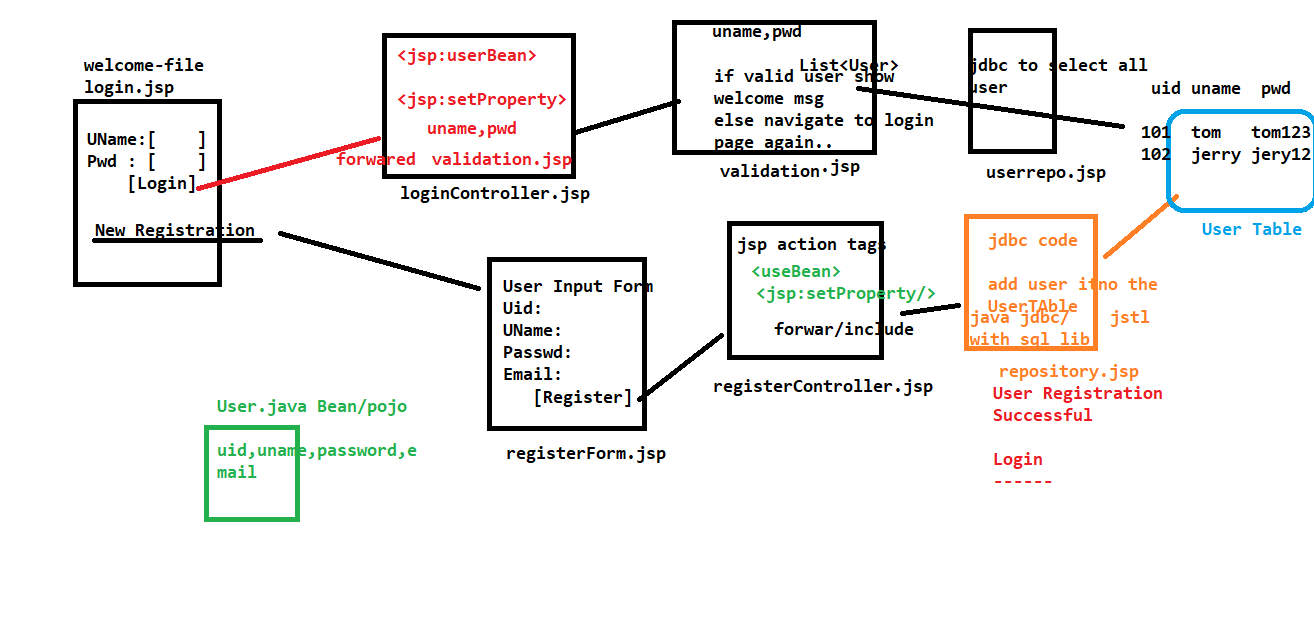 welcome-file
login.jsp
UName:[    ]
Pwd : [    ]
[Login]
New Registration
<jsp:userBean>
<jsp:setProperty>
uname,pwd
forwared validation.jsp
loginController.jsp
uname,pwd
List<User>
if valid user show
welcome msg
else navigate to login
page again..
validation.jsp
jdbc to select all
user
userrepo.jsp
uid uname  pwd
101  tom   tom123
102  jerry jery12
User Table
User Input Form
Uid:
UName:
Passwd:
Email:
[Register]
registerForm.jsp
jsp action tags
<useBean>
<jsp:setProperty/>
forwar/include
registerController.jsp
jdbc code
add user itno the
UserTAble
java jdbc/    jstl
with sql lib
repository.jsp
User Registration
Successful
Login
------
User.java Bean/pojo
uid,uname,password,e
mail